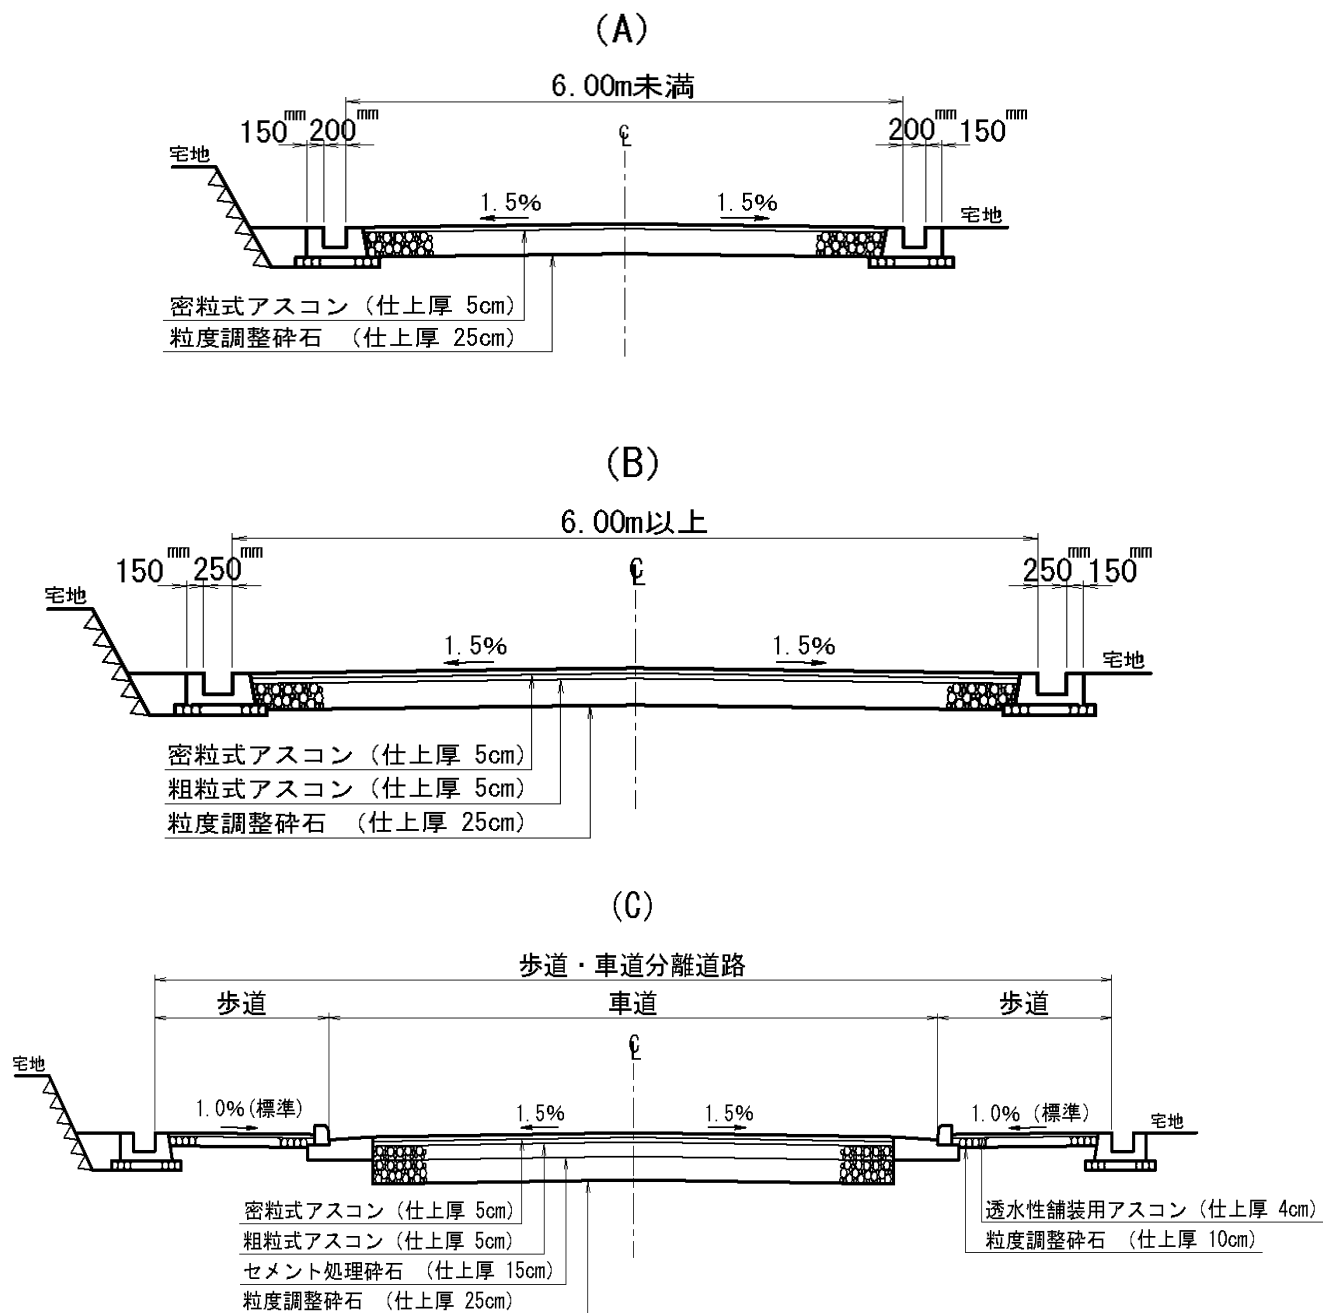 (A)
6.00m未満
150mm 200mm 200mm 150mm
℄
宅地
1.5% 1.5%
宅地
密粒式アスコン (仕上厚 5cm)
粒度調整砕石 (仕上厚 25cm)
(B)
6.00m以上
150mm 250mm 250mm 150mm
℄
宅地
1.5% 1.5%
宅地
密粒式アスコン (仕上厚 5cm)
粗粒式アスコン (仕上厚 5cm)
粒度調整砕石 (仕上厚 25cm)
(C)
歩道・車道分離道路
歩道 車道 歩道
℄
宅地
1.0%(標準) 1.5% 1.5% 1.0%(標準)
宅地
密粒式アスコン (仕上厚 5cm)
粗粒式アスコン (仕上厚 5cm)
セメント処理砕石 (仕上厚 15cm)
粒度調整砕石 (仕上厚 25cm)
透水性舗装用アスコン (仕上厚 4cm)
粒度調整砕石 (仕上厚 10cm)